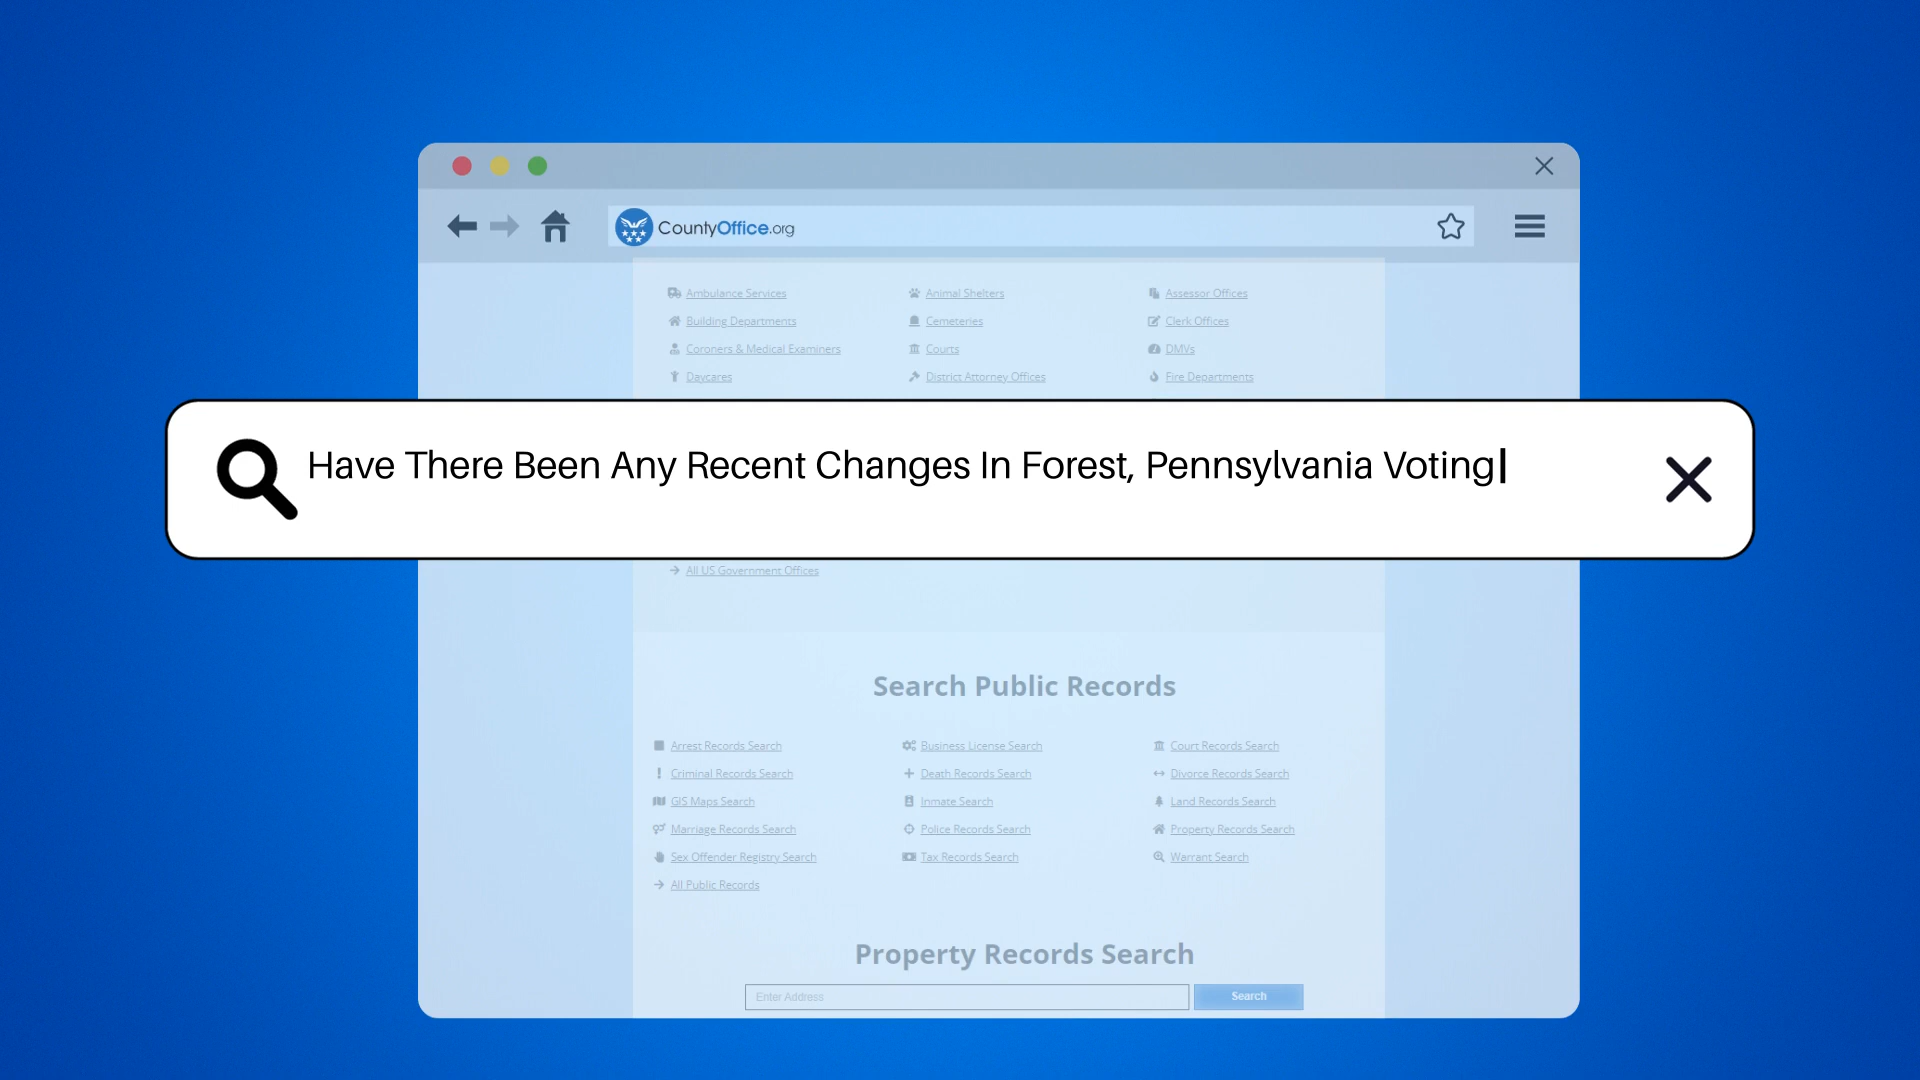 CountyOffice.org
Ambulance Services Animal Shelters Assessor Offices
Building Departments Cemeteries Clerk Offices
Coroners & Medical Examiners Courts DMVs
Daycares District Attorney Offices Fire Departments
Have There Been Any Recent Changes In Forest, Pennsylvania Voting
All US Government Offices
Search Public Records
Arrest Records Search Business License Search Court Records Search
Criminal Records Search Death Records Search Divorce Records Search
GIS Maps Search Inmate Search Land Records Search
Marriage Records Search Police Records Search Property Records Search
Sex Offender Registry Search Tax Records Search Warrant Search
All Public Records
Property Records Search
Enter Address Search